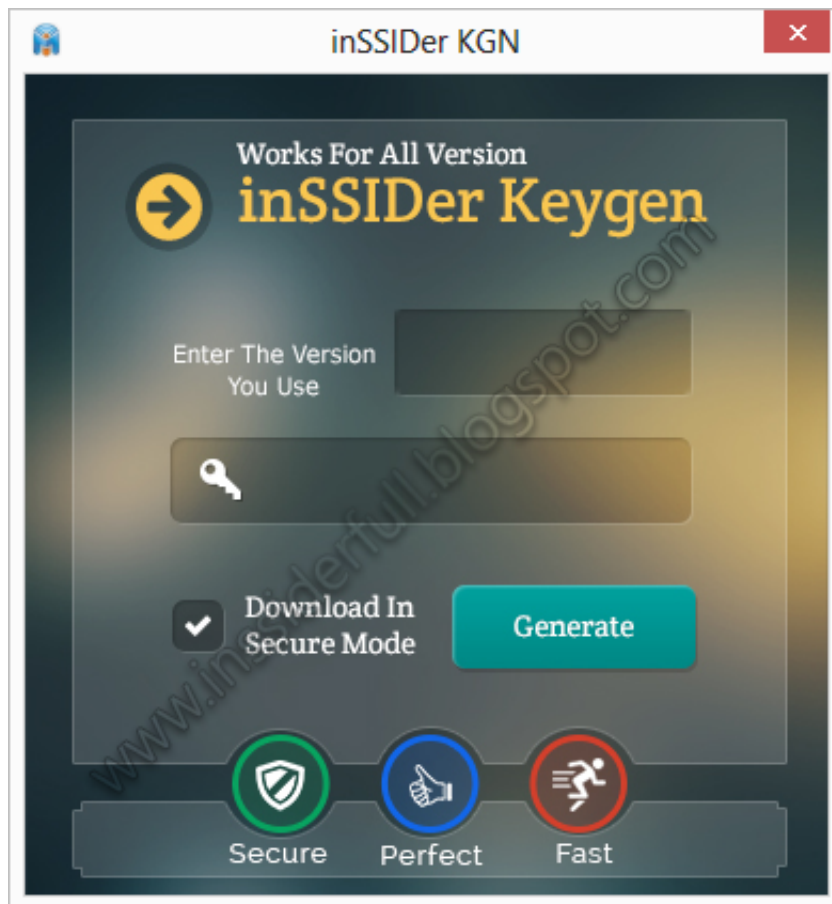 inSSIDer KGN
Works For All Version
inSSIDer Keygen
Enter The Version
You Use
Download In
Secure Mode
Generate
Secure
Perfect
Fast
www.inssiderfull.blogspot.com